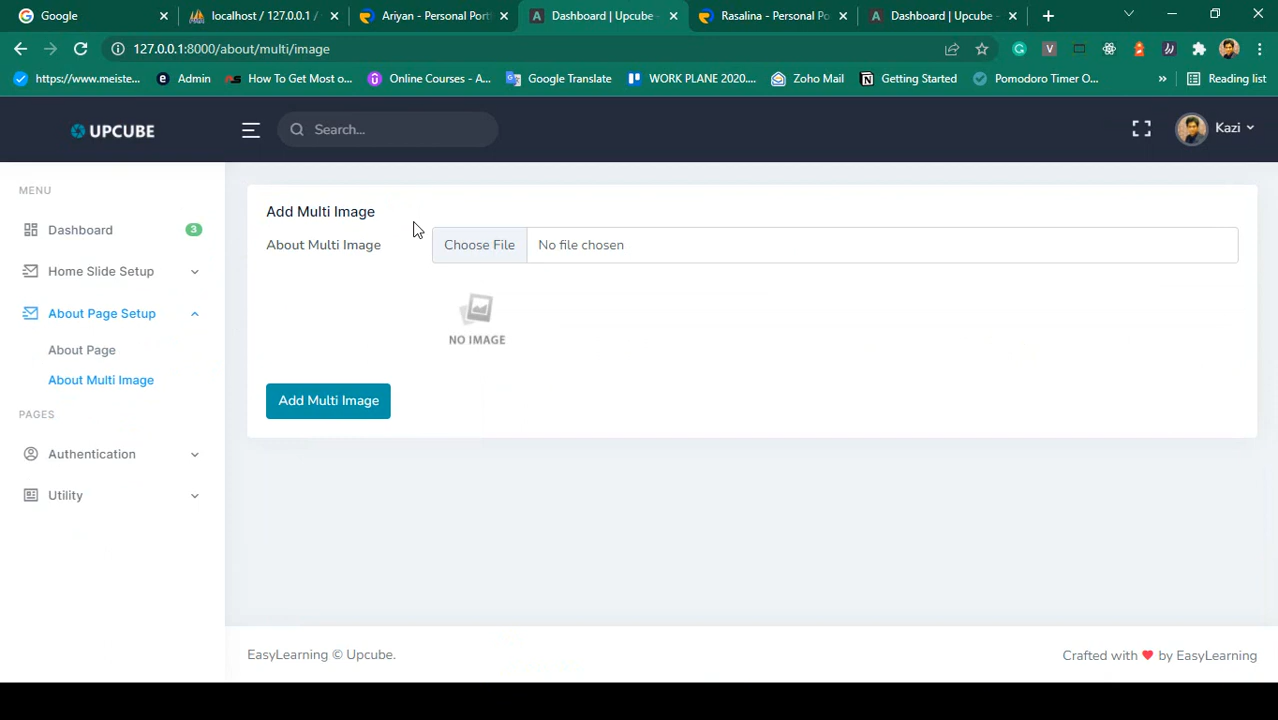 Google
localhost / 127.0.0.1 /
Ariyan - Personal Port
Dashboard | Upcube -
Rasalina - Personal Po
Dashboard | Upcube -
127.0.0.1:8000/about/multi/image
https://www.meiste...
Admin
How To Get Most o...
Online Courses - A...
Google Translate
WORK PLANE 2020....
Zoho Mail
Getting Started
Pomodoro Timer O...
»
Reading list
UPCUBE
Search...
Kazi
MENU
Dashboard
3
Home Slide Setup
About Page Setup
About Page
About Multi Image
PAGES
Authentication
Utility
Add Multi Image
About Multi Image
Choose File
No file chosen
NO IMAGE
Add Multi Image
EasyLearning © Upcube.
Crafted with ❤ by EasyLearning